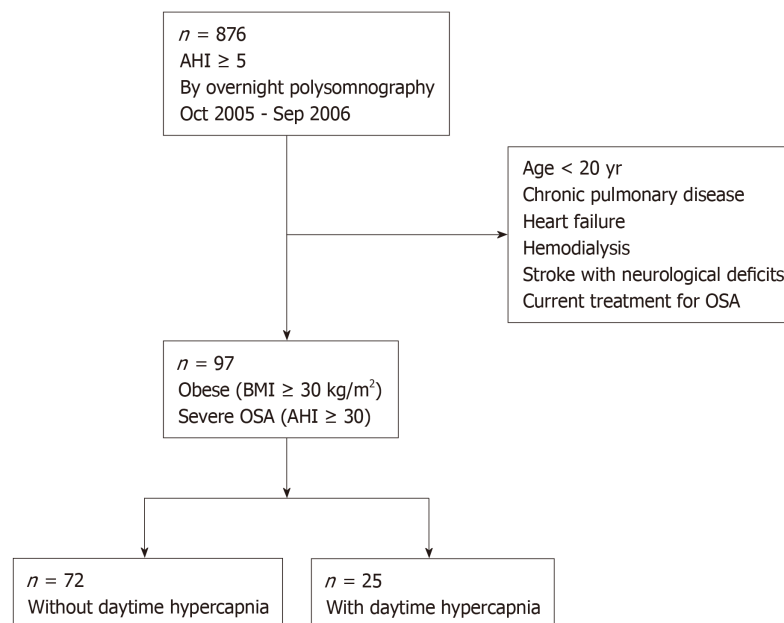 n = 876
AHI ≥ 5
By overnight polysomnography
Oct 2005 - Sep 2006
Age < 20 yr
Chronic pulmonary disease
Heart failure
Hemodialysis
Stroke with neurological deficits
Current treatment for OSA
n = 97
Obese (BMI ≥ 30 kg/m²)
Severe OSA (AHI ≥ 30)
n = 72
Without daytime hypercapnia
n = 25
With daytime hypercapnia